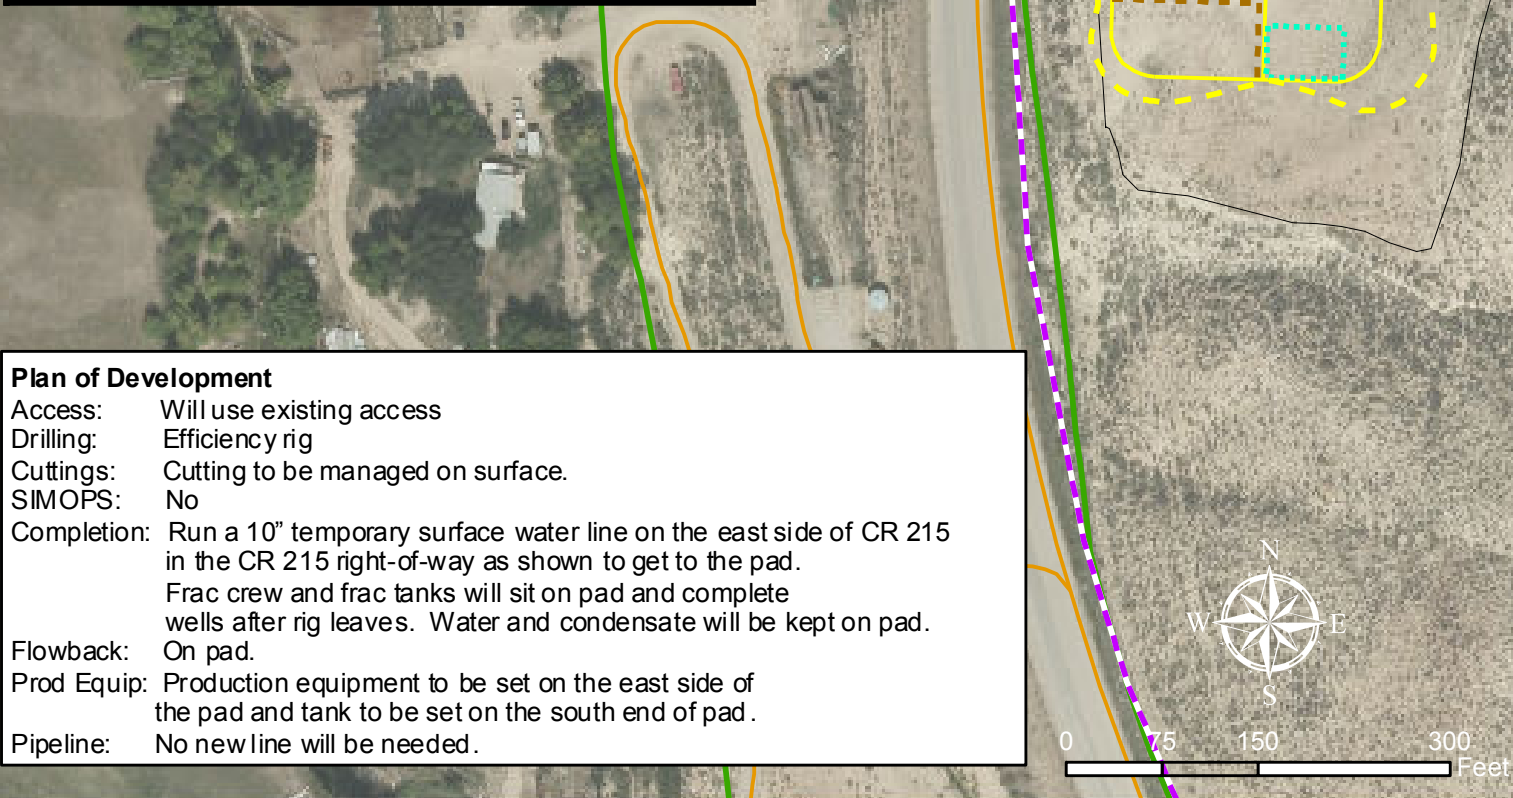 Plan of Development
Access: Will use existing access
Drilling: Efficiency rig
Cuttings: Cutting to be managed on surface.
SIMOPS: No
Completion: Run a 10” temporary surface water line on the east side of CR 215
in the CR 215 right-of-way as shown to get to the pad.
Frac crew and frac tanks will sit on pad and complete
wells after rig leaves. Water and condensate will be kept on pad.
Flowback: On pad.
Prod Equip: Production equipment to be set on the east side of
the pad and tank to be set on the south end of pad.
Pipeline: No new line will be needed.
N
W E
S
0 75 150 300
Feet